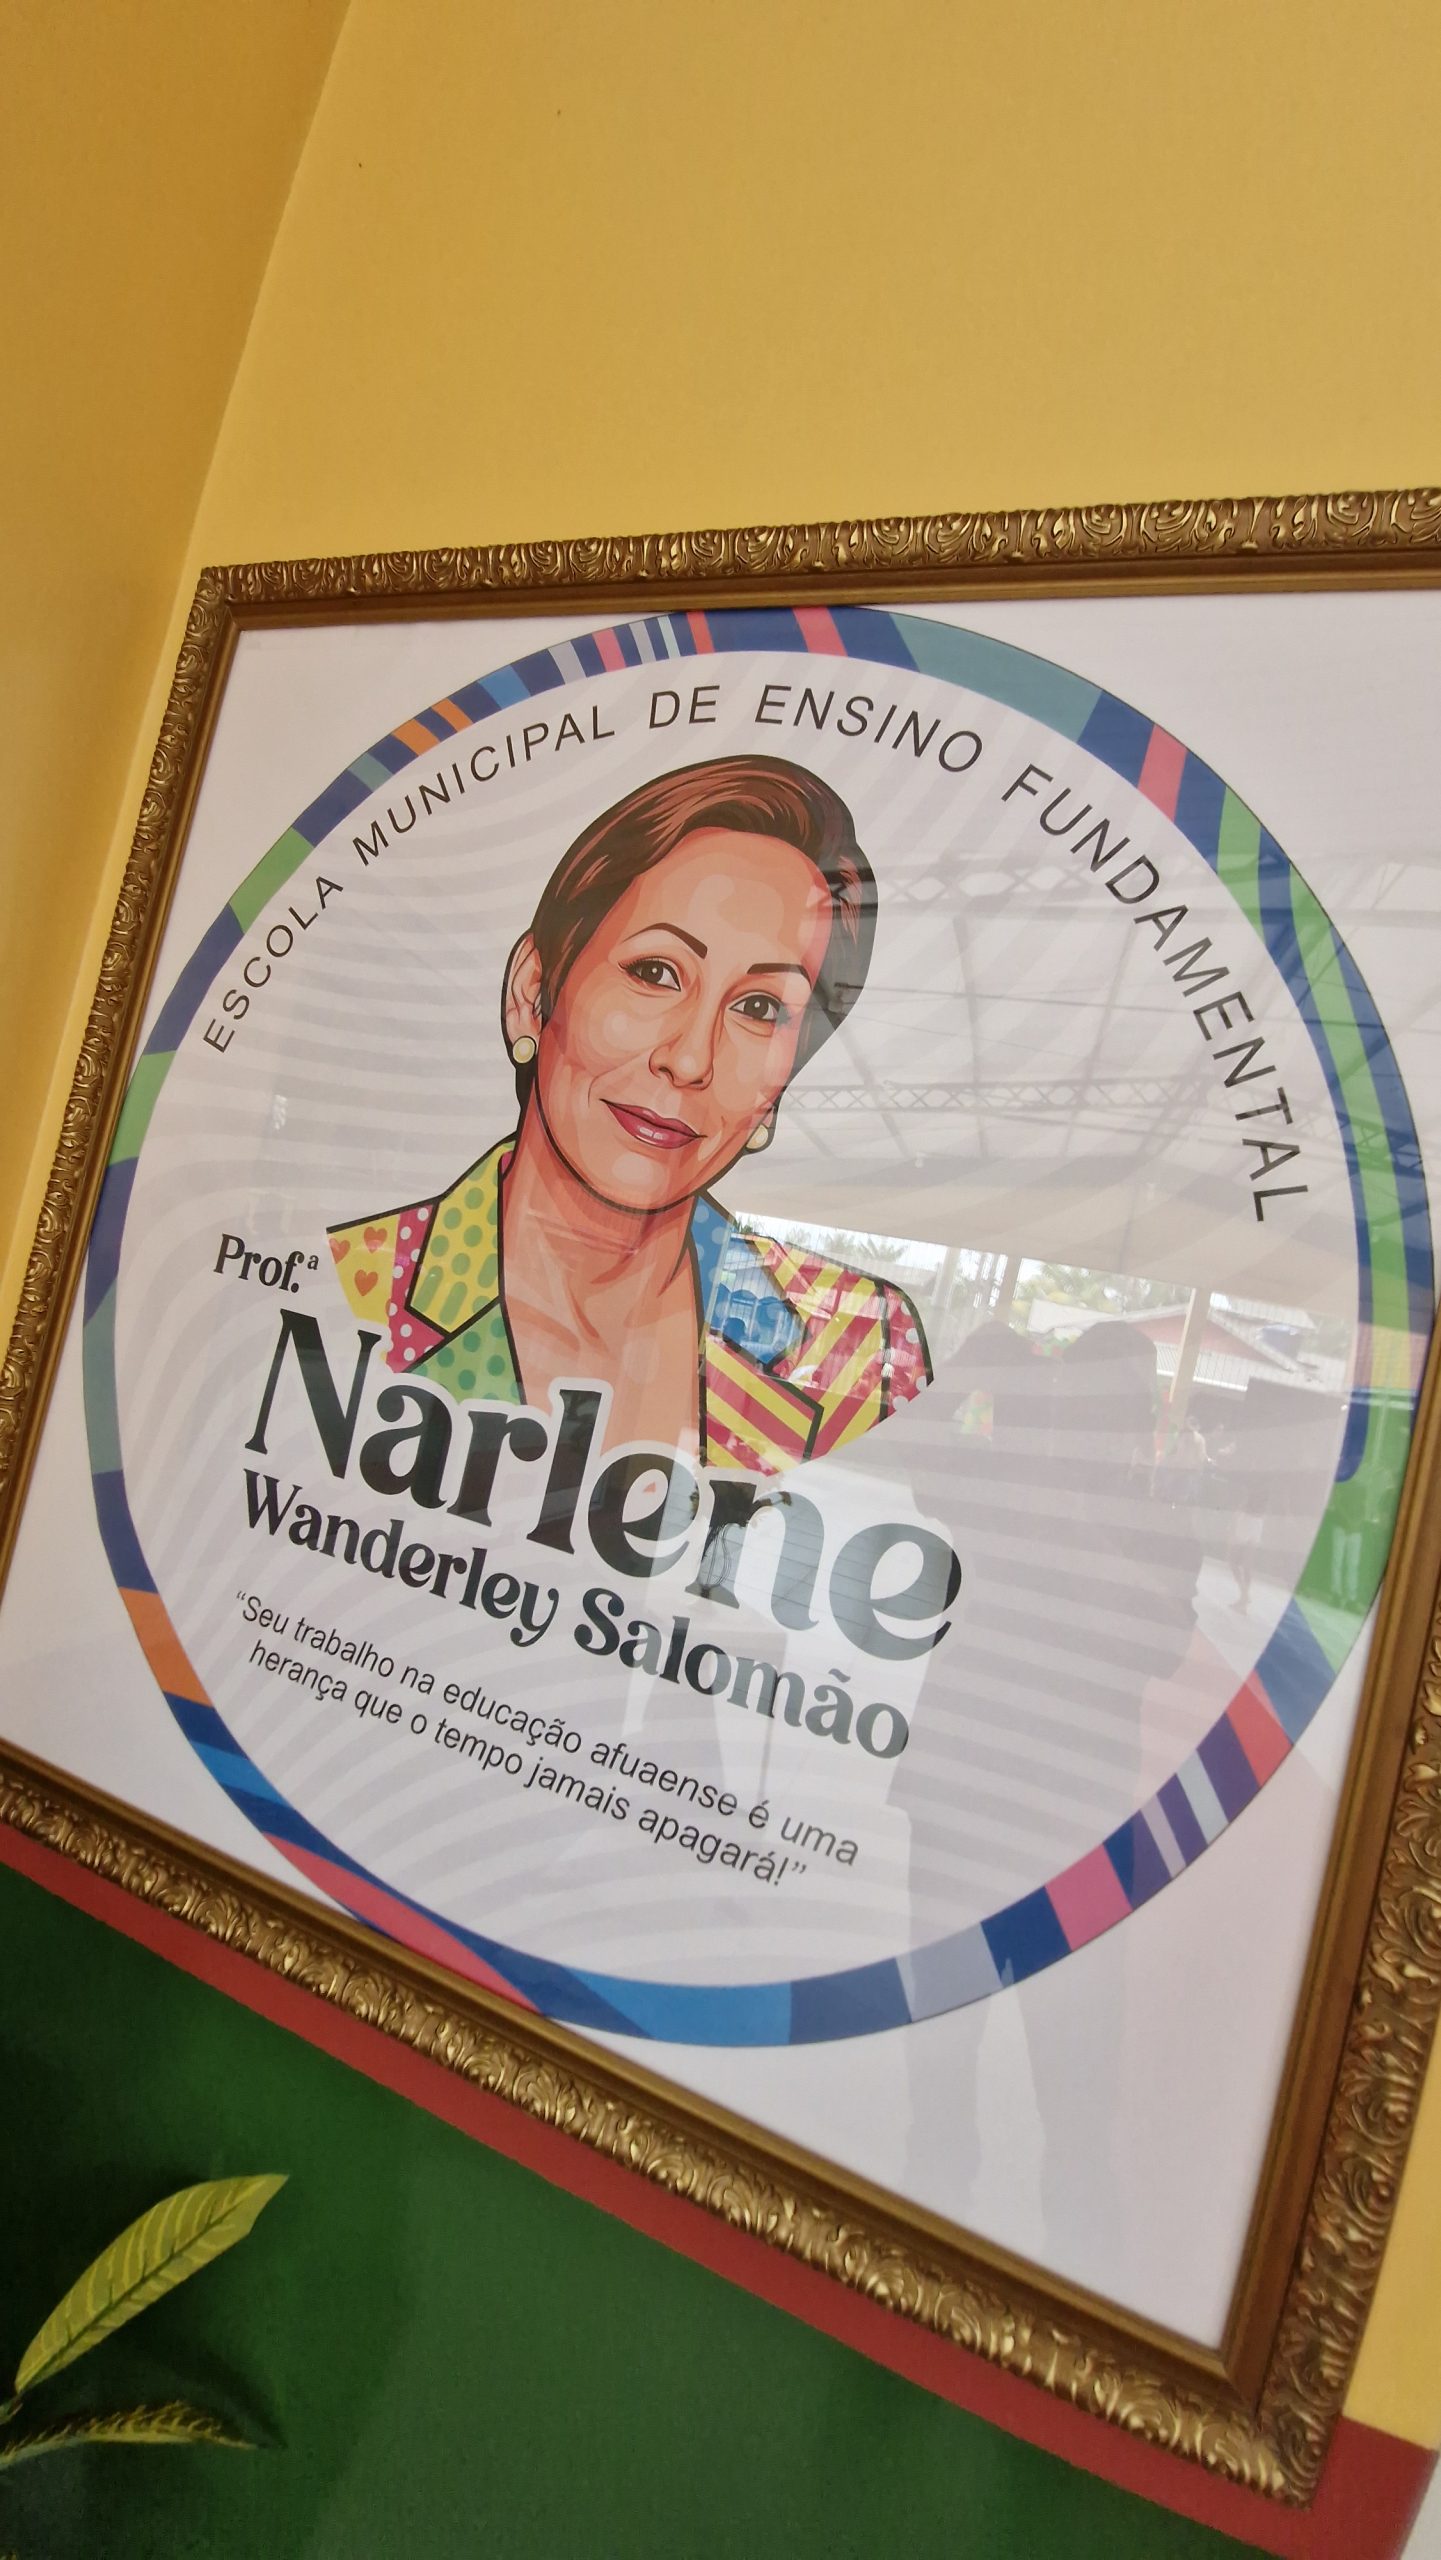 ESCOLA MUNICIPAL DE ENSINO FUNDAMENTAL
Prof.ª
Narlene
Wanderley Salomão
“Seu trabalho na educação afuaense é uma
herança que o tempo jamais apagará!”